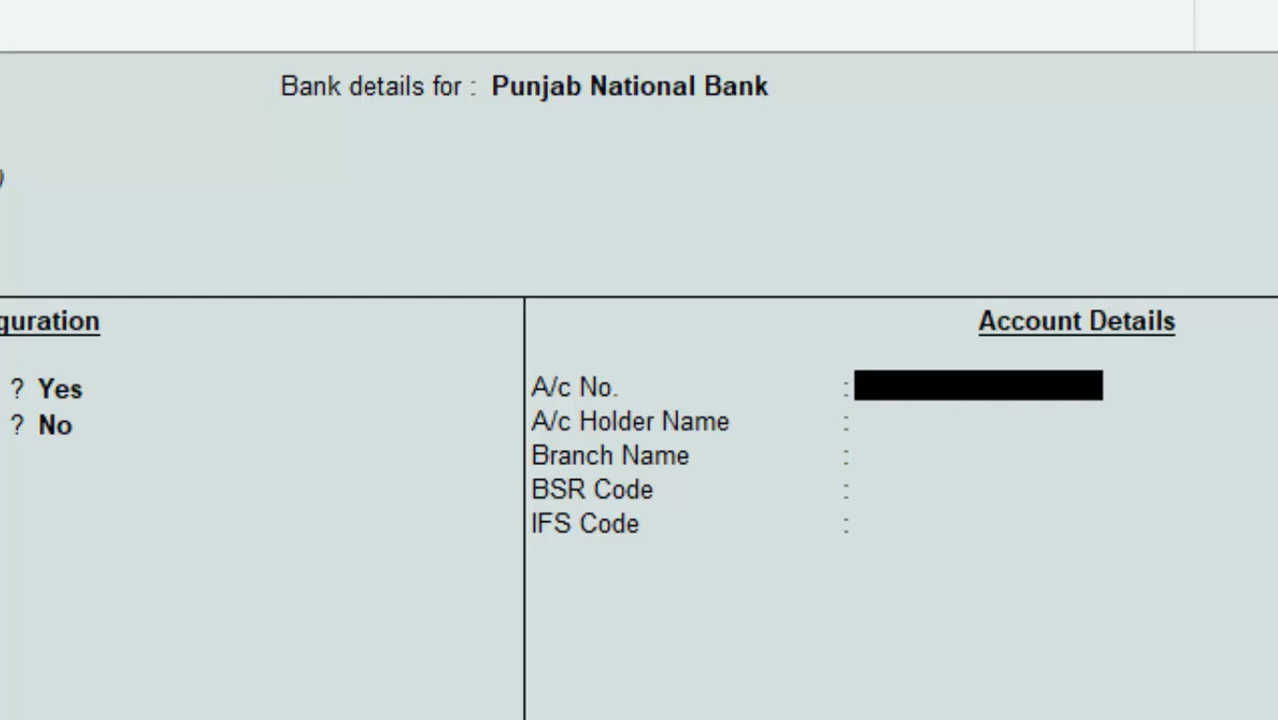 Bank details for : Punjab National Bank
)
guration
? Yes
? No
Account Details
A/c No. :
A/c Holder Name :
Branch Name :
BSR Code :
IFS Code :